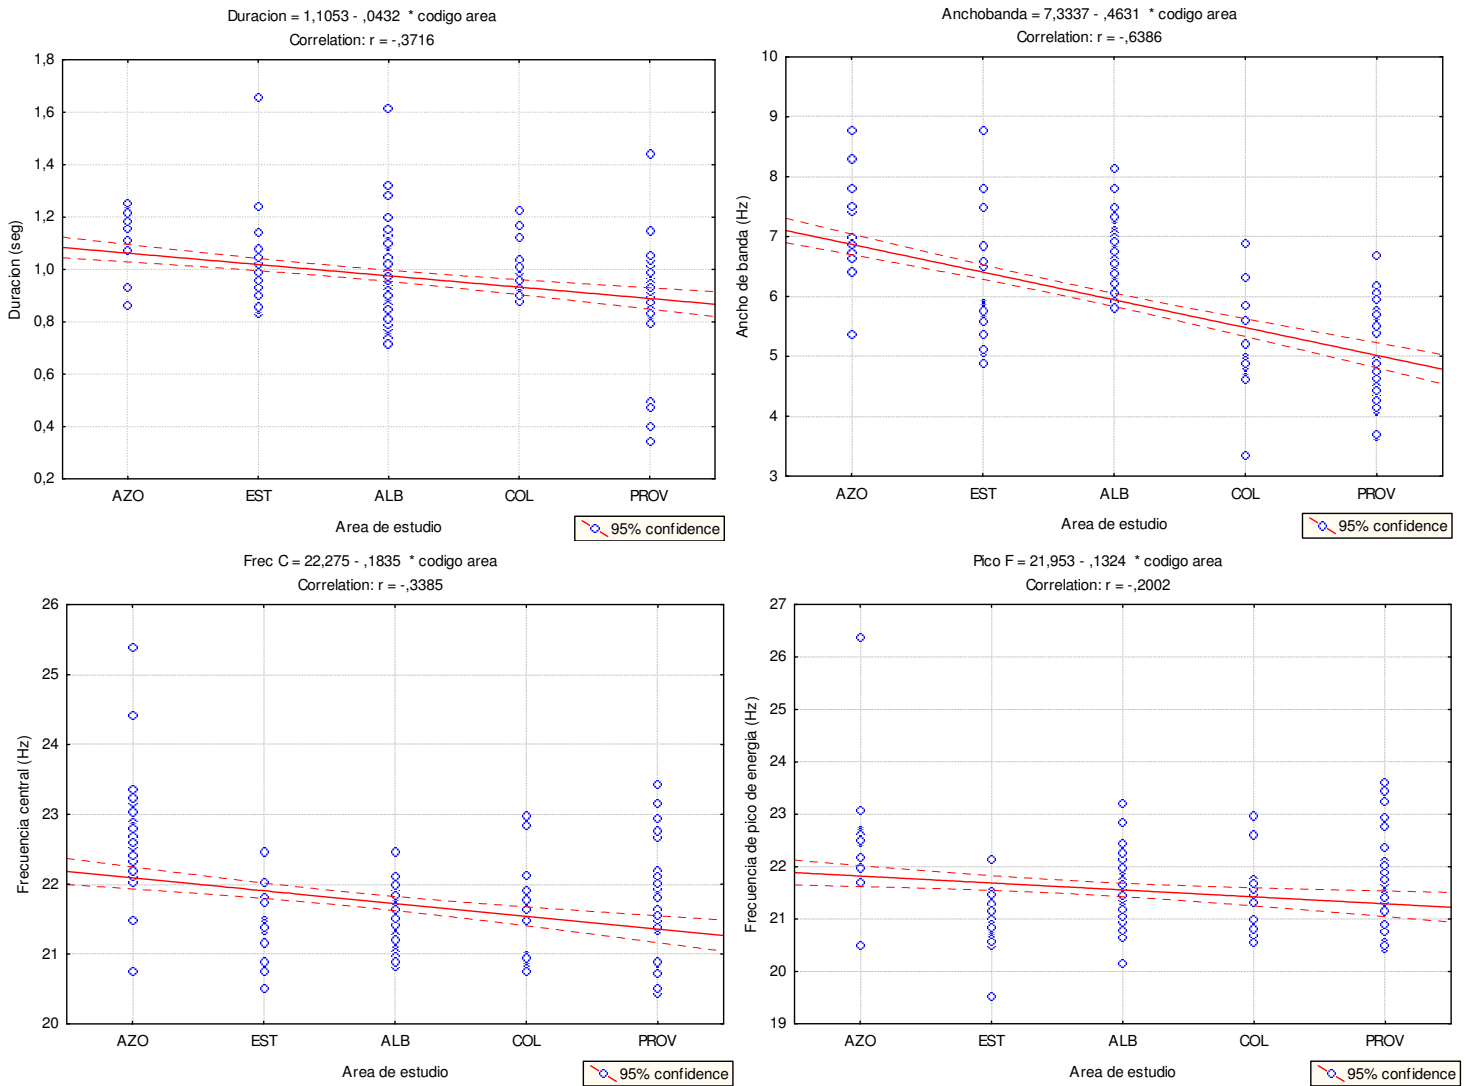 Duracion = 1,1053 - ,0432 * codigo area
Correlation: r = -,3716
1,8
1,6
1,4
1,2
1,0
0,8
0,6
0,4
0,2
Duracion (seg)
AZO EST ALB COL PROV
Area de estudio
95% confidence
Anchobanda = 7,3337 - ,4631 * codigo area
Correlation: r = -,6386
10
9
8
7
6
5
4
3
Ancho de banda (Hz)
AZO EST ALB COL PROV
Area de estudio
95% confidence
Frec C = 22,275 - ,1835 * codigo area
Correlation: r = -,3385
26
25
24
23
22
21
20
Frecuencia central (Hz)
AZO EST ALB COL PROV
Area de estudio
95% confidence
Pico F = 21,953 - ,1324 * codigo area
Correlation: r = -,2002
27
26
25
24
23
22
21
20
19
Frecuencia de pico de energia (Hz)
AZO EST ALB COL PROV
Area de estudio
95% confidence